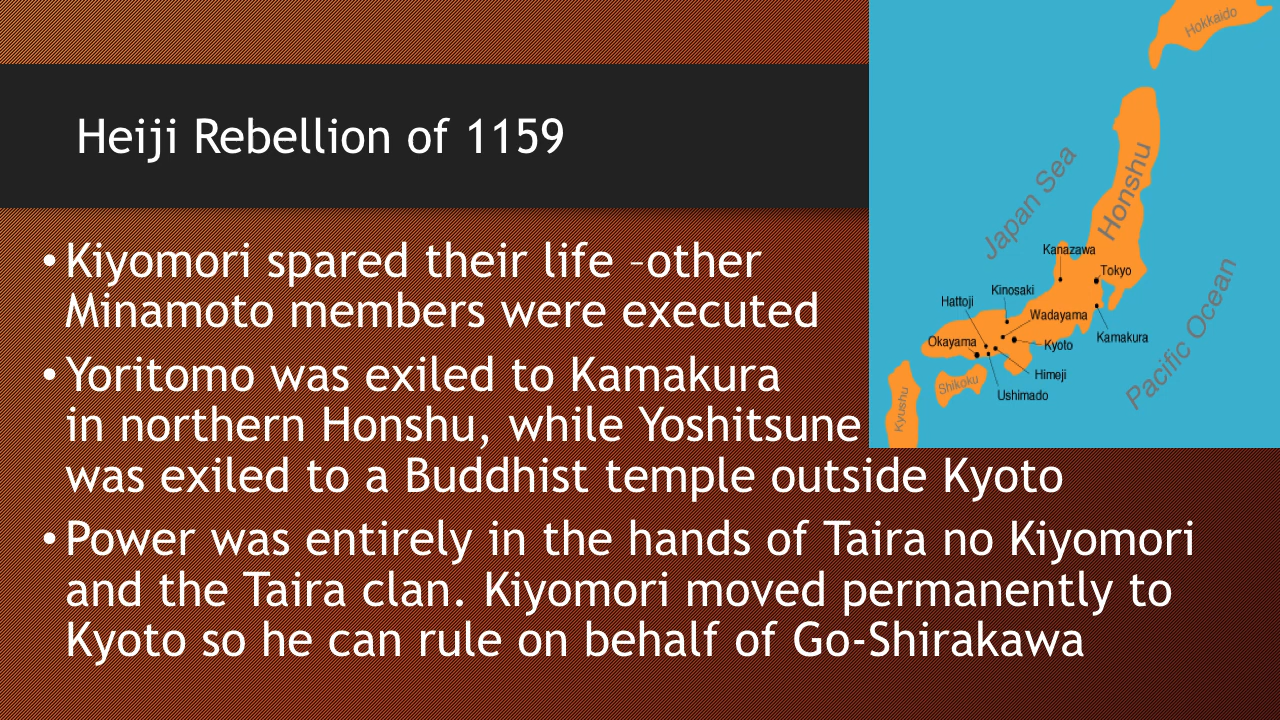 Heiji Rebellion of 1159
•Kiyomori spared their life –other
Minamoto members were executed
•Yoritomo was exiled to Kamakura
in northern Honshu, while Yoshitsune
was exiled to a Buddhist temple outside Kyoto
•Power was entirely in the hands of Taira no Kiyomori
and the Taira clan. Kiyomori moved permanently to
Kyoto so he can rule on behalf of Go-Shirakawa
Hokkaido
Japan Sea
Honshu
Kanazawa
Tokyo
Kinosaki
Hattoji
Wadayama
Pacific Ocean
Okayama
Kyoto
Kamakura
Himeji
Shikoku
Ushimado
Kyushu